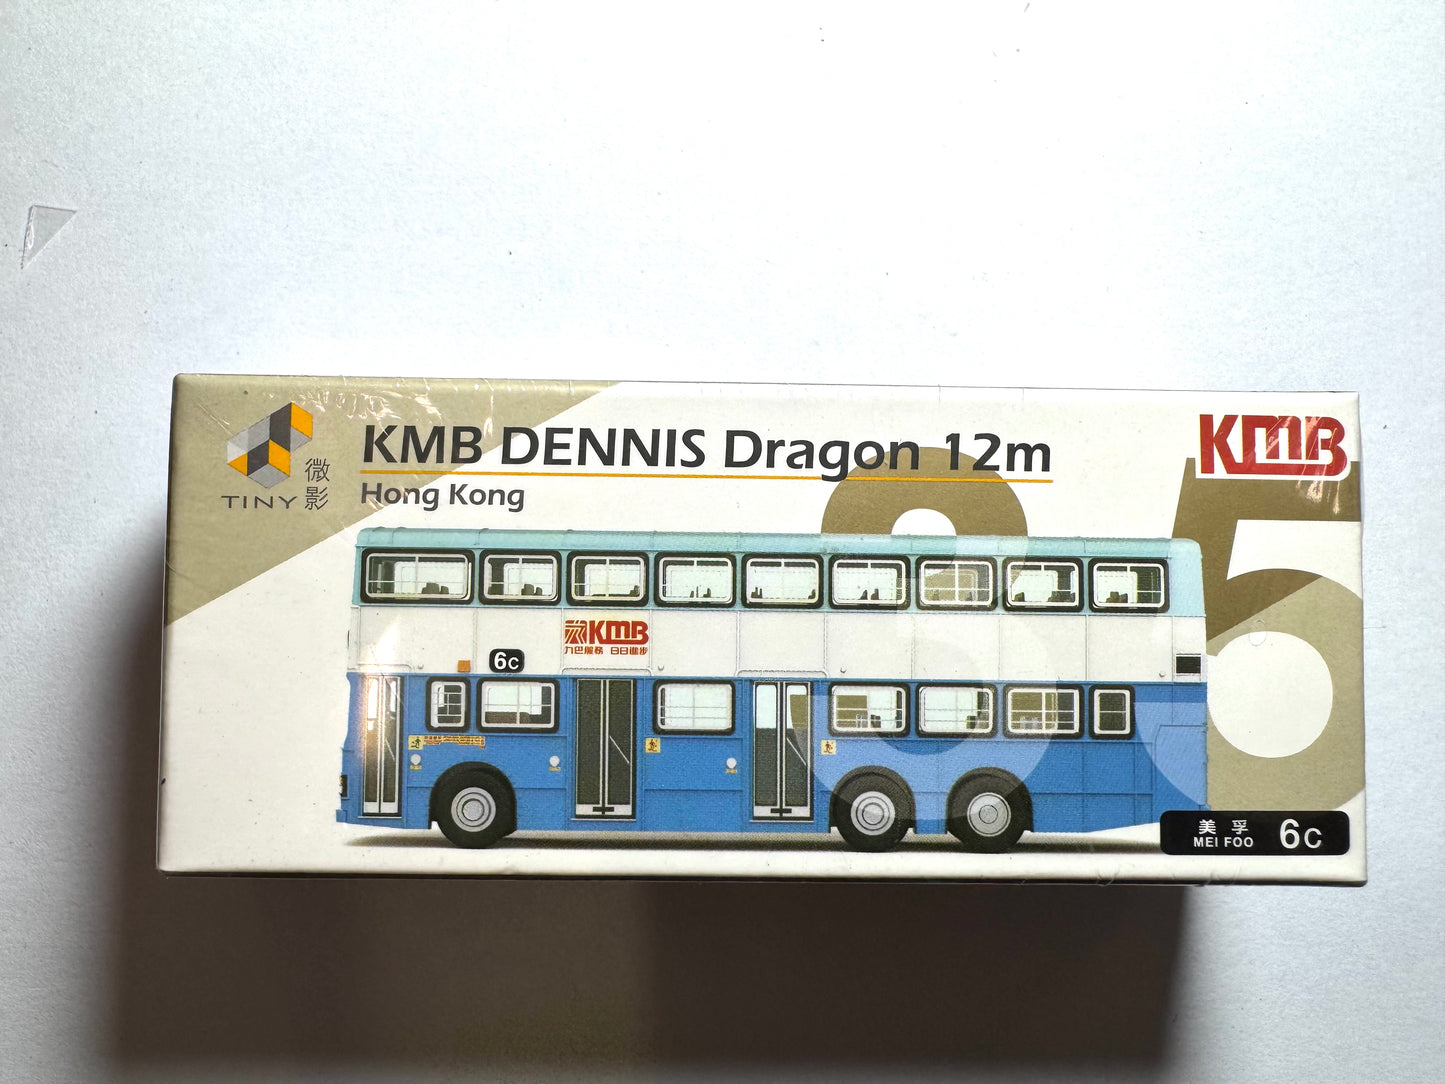 TINY 微影
KMB DENNIS Dragon 12m
Hong Kong
KMB
35
KMB
九巴服務 日日進步
6C
美孚 6C
MEI FOO